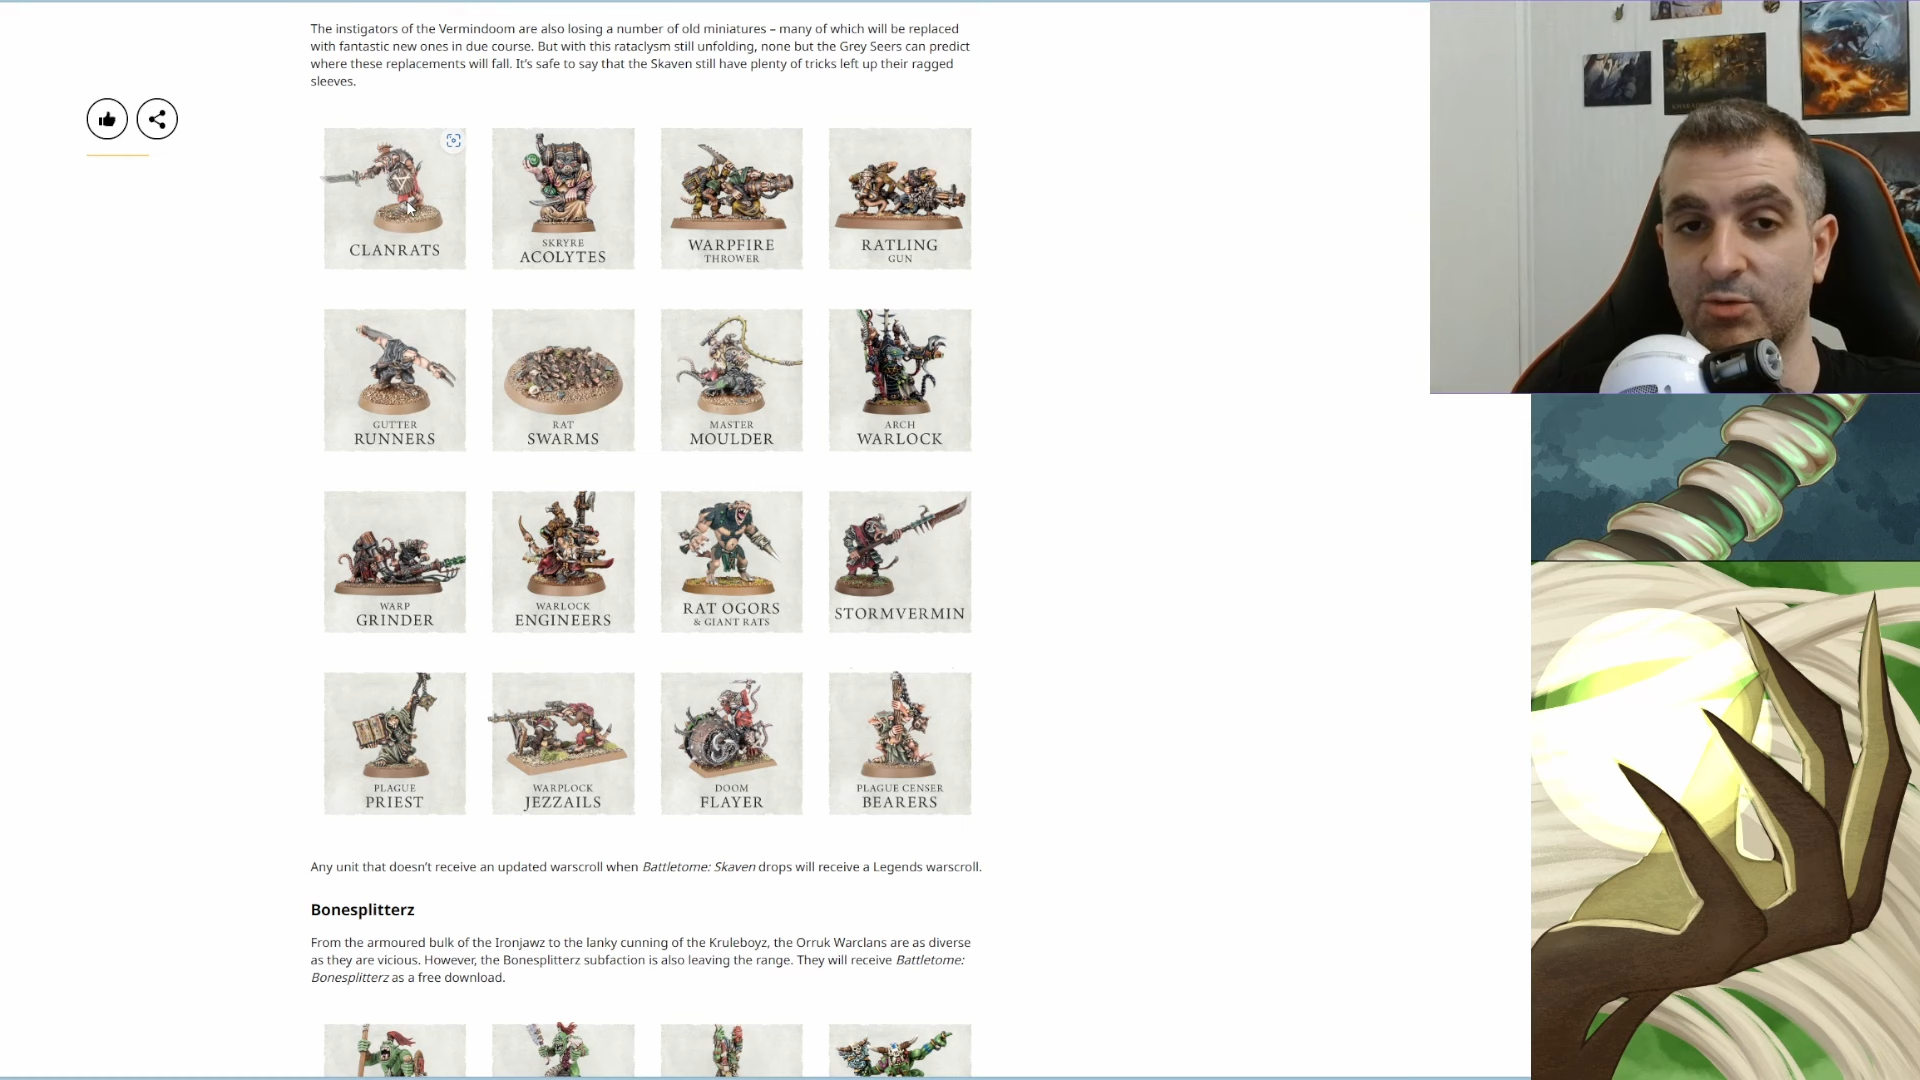 The instigators of the Vermindoom are also losing a number of old miniatures – many of which will be replaced
with fantastic new ones in due course. But with this rataclysm still unfolding, none but the Grey Seers can predict
where these replacements will fall. It's safe to say that the Skaven still have plenty of tricks left up their ragged
sleeves.
CLANRATS
SKRYRE
ACOLYTES
WARPFIRE
THROWER
RATLING
GUN
GUTTER
RUNNERS
RAT
SWARMS
MASTER
MOULDER
ARCH
WARLOCK
WARP
GRINDER
WARLOCK
ENGINEERS
RAT OGORS
& GIANT RATS
STORMVERMIN
PLAGUE
PRIEST
WARPLOCK
JEZZAILS
DOOM
FLAYER
PLAGUE CENSER
BEARERS
Any unit that doesn't receive an updated warscroll when Battletome: Skaven drops will receive a Legends warscroll.
Bonesplitterz
From the armoured bulk of the Ironjawz to the lanky cunning of the Kruleboyz, the Orruk Warclans are as diverse
as they are vicious. However, the Bonesplitterz subfaction is also leaving the range. They will receive Battletome:
Bonesplitterz as a free download.